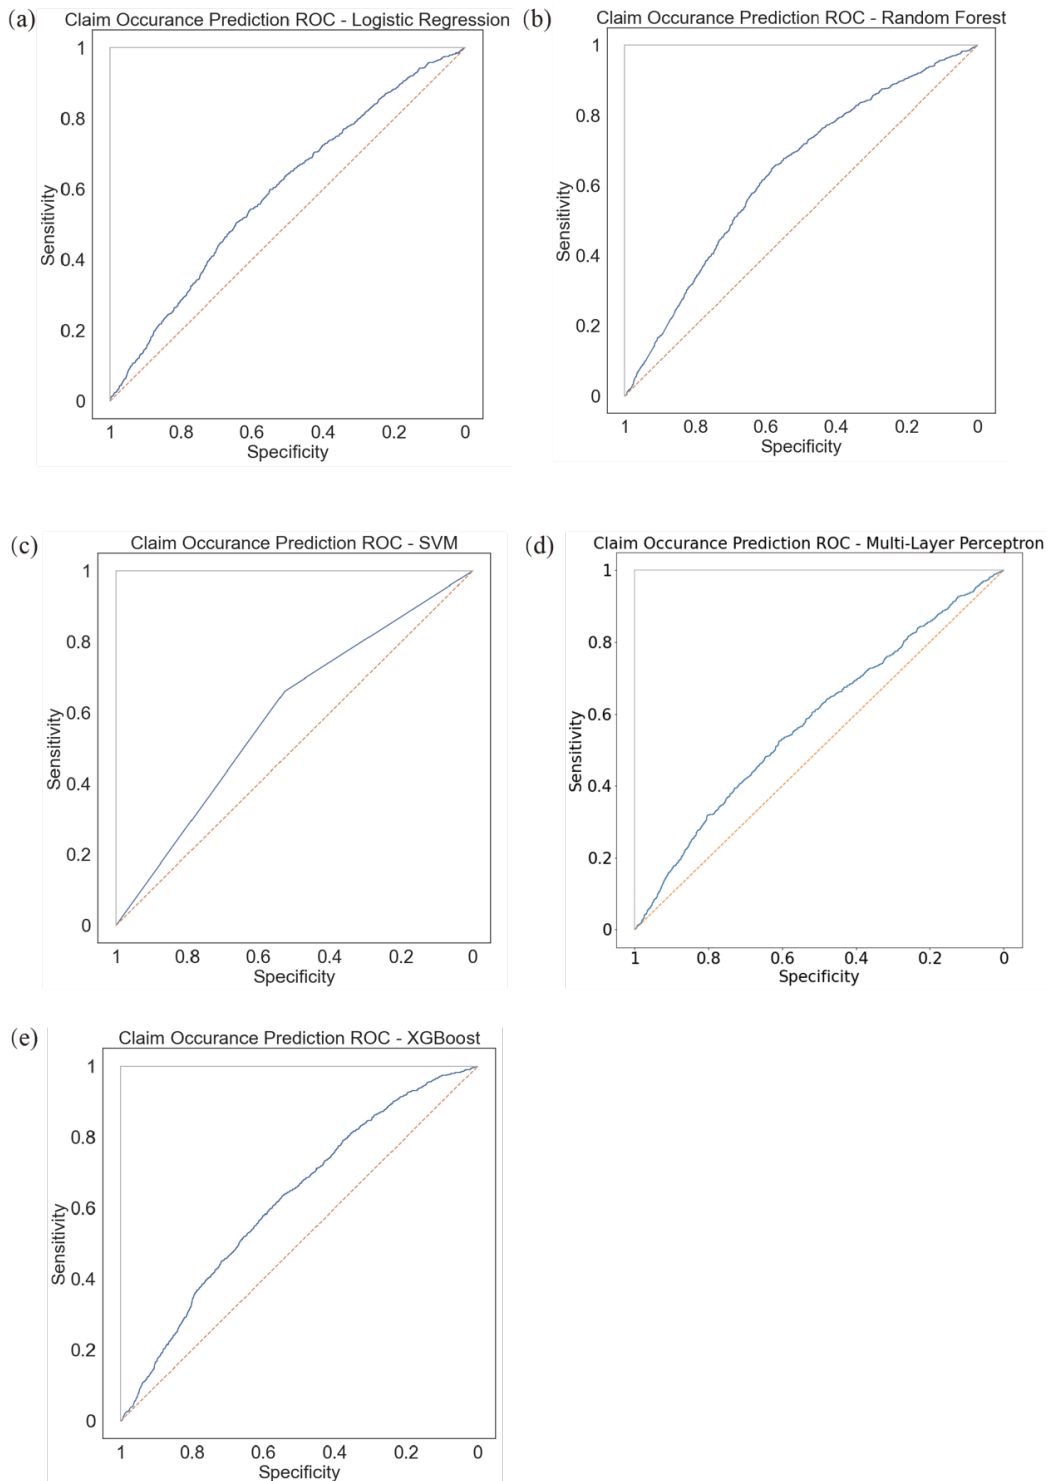 (a)
Claim Occurance Prediction ROC - Logistic Regression
1
0.8
0.6
0.4
0.2
0
Sensitivity
1 0.8 0.6 0.4 0.2 0
Specificity
(b)
Claim Occurance Prediction ROC - Random Forest
1
0.8
0.6
0.4
0.2
0
Sensitivity
1 0.8 0.6 0.4 0.2 0
Specificity
(c)
Claim Occurance Prediction ROC - SVM
1
0.8
0.6
0.4
0.2
0
Sensitivity
1 0.8 0.6 0.4 0.2 0
Specificity
(d)
Claim Occurance Prediction ROC - Multi-Layer Perceptron
1
0.8
0.6
0.4
0.2
0
Sensitivity
1 0.8 0.6 0.4 0.2 0
Specificity
(e)
Claim Occurance Prediction ROC - XGBoost
1
0.8
0.6
0.4
0.2
0
Sensitivity
1 0.8 0.6 0.4 0.2 0
Specificity